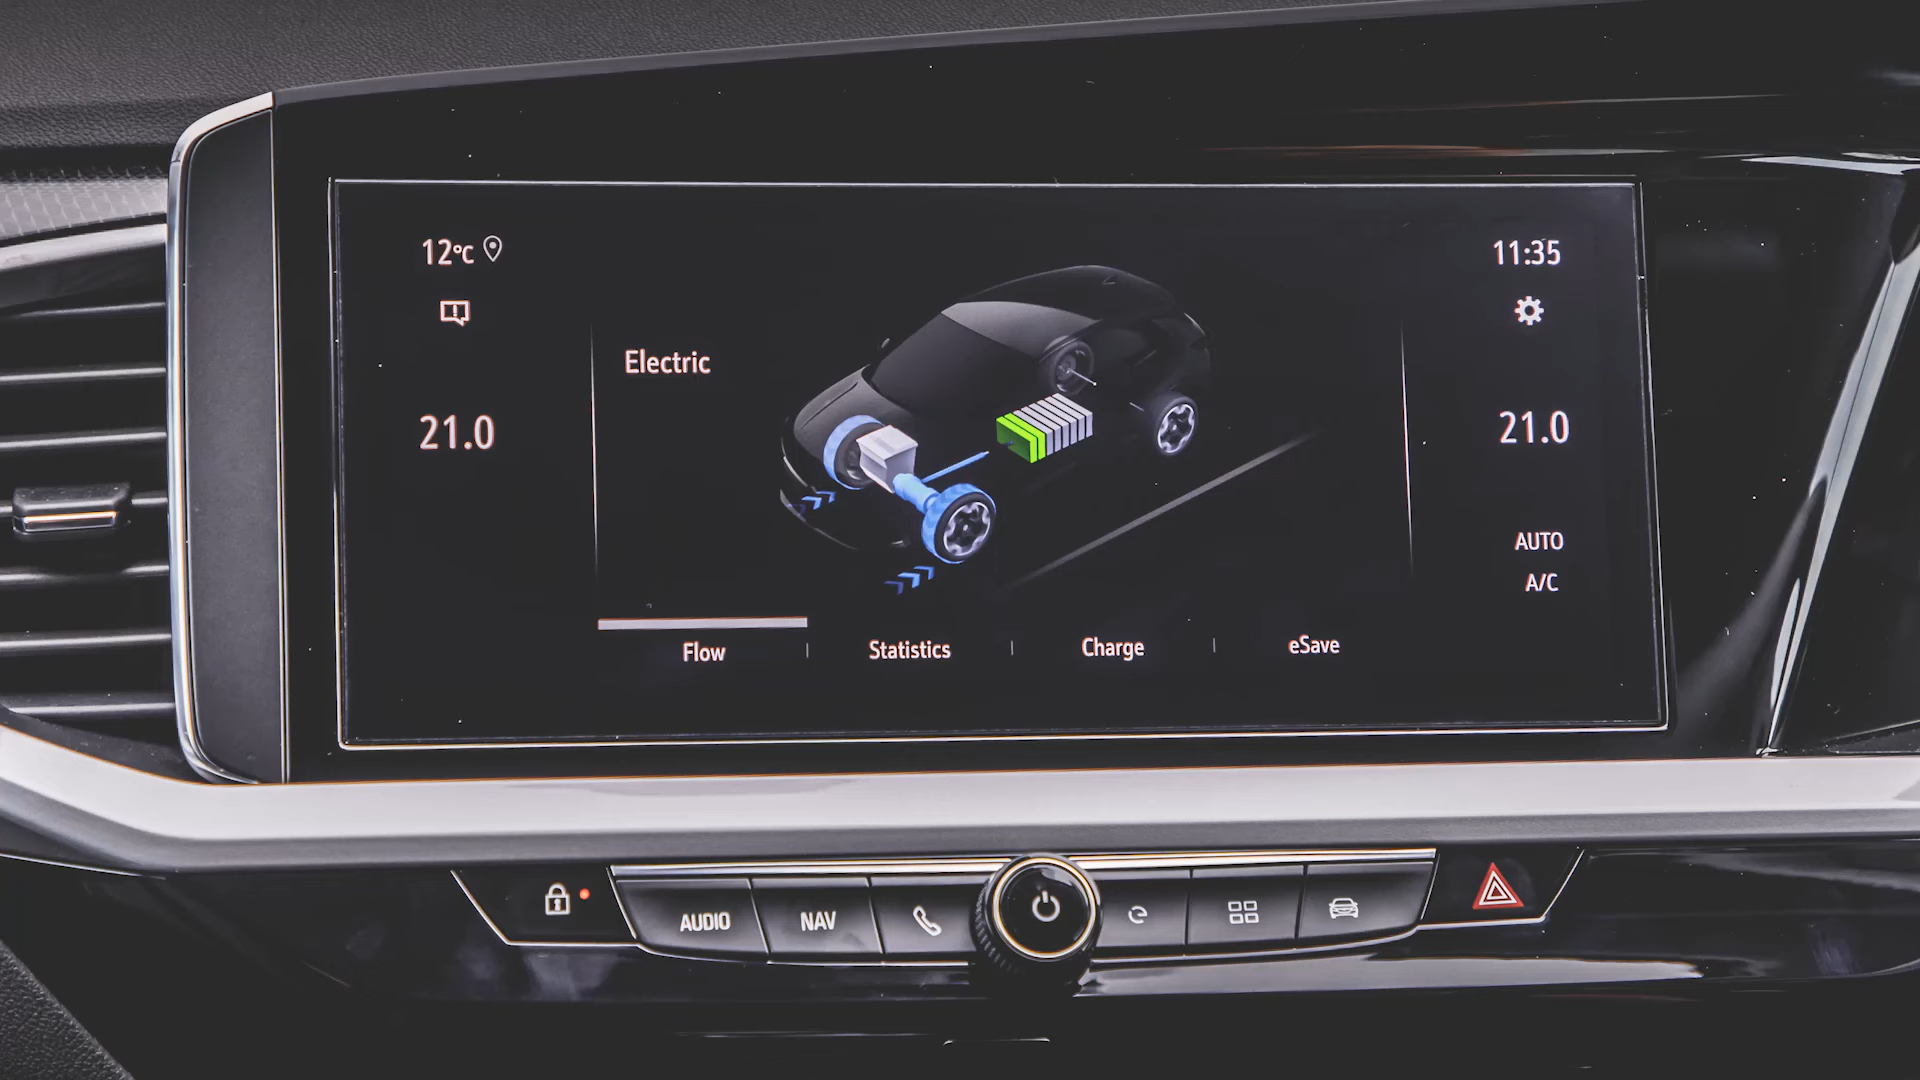 12°C
11:35
Electric
21.0
21.0
AUTO
A/C
Flow
Statistics
Charge
eSave
AUDIO
NAV